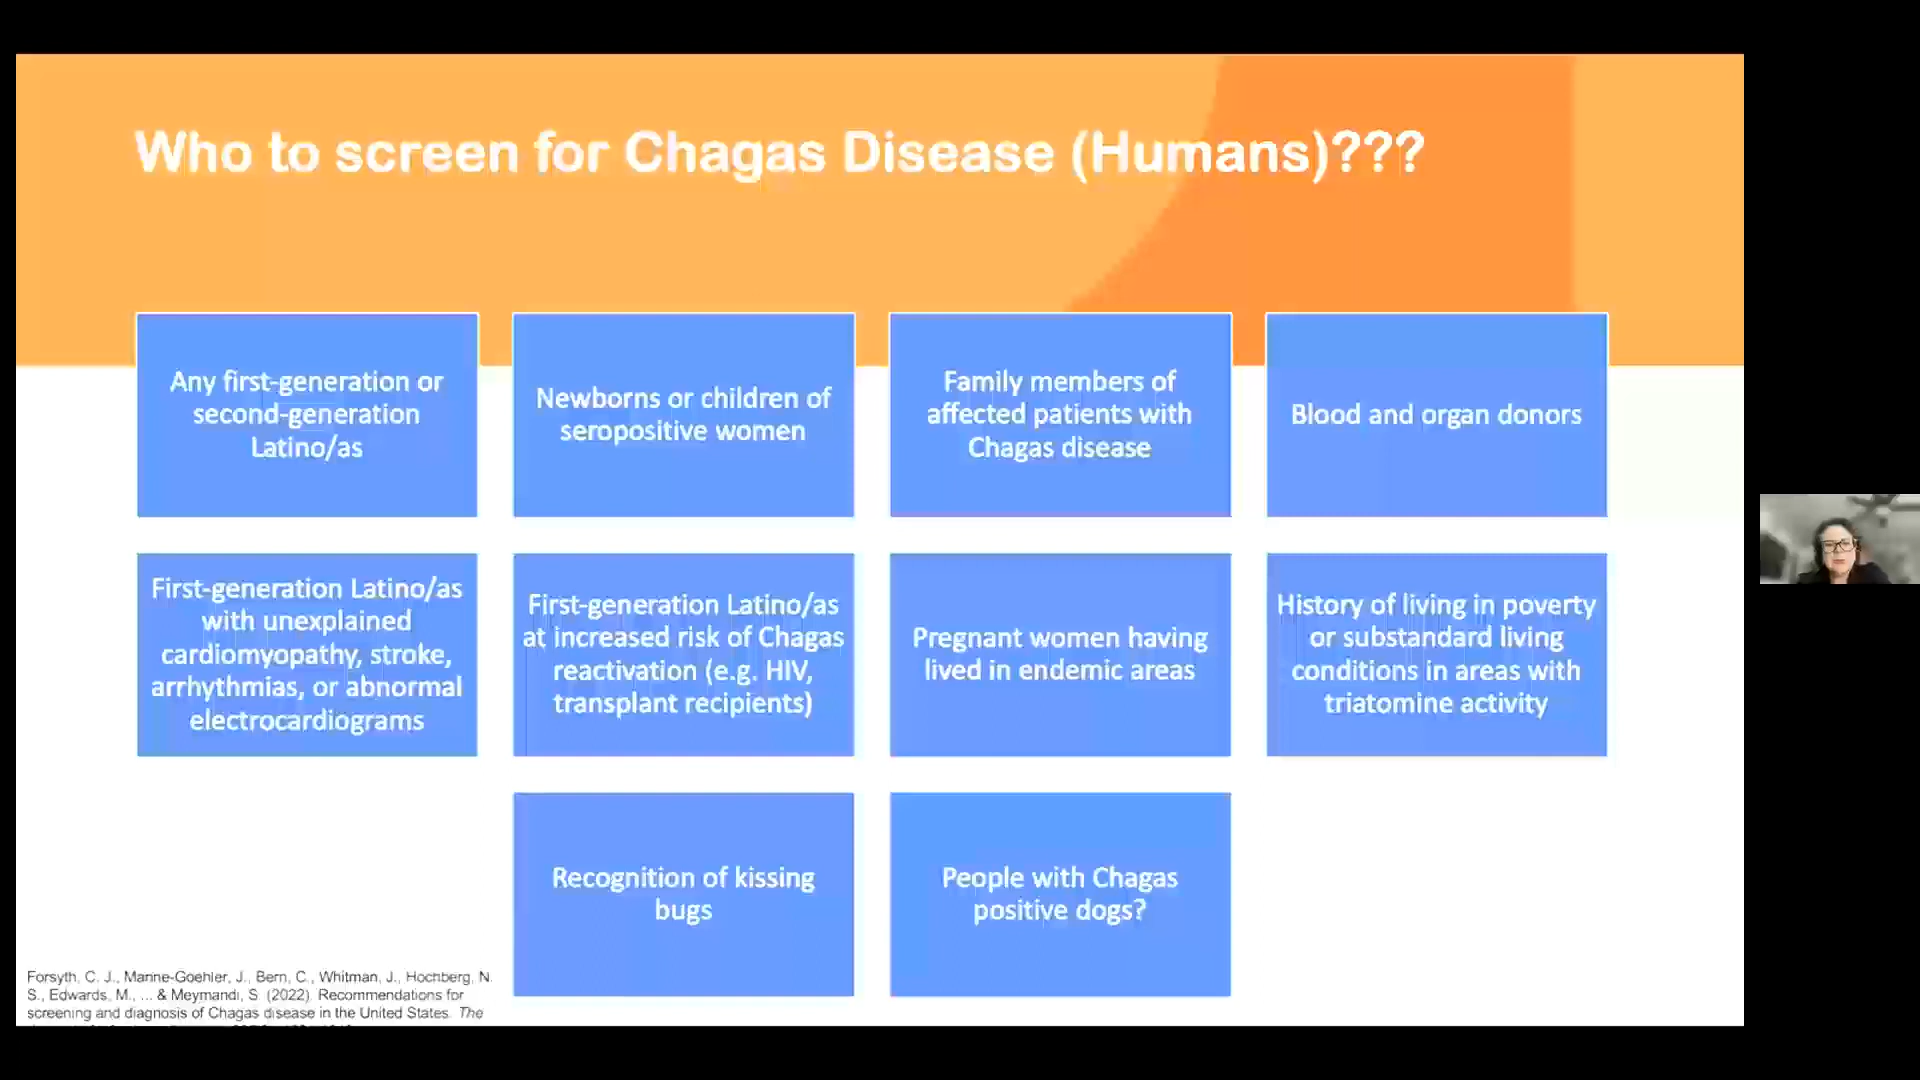 Who to screen for Chagas Disease (Humans)???
Any first-generation or
second-generation
Latino/as
Newborns or children of
seropositive women
Family members of
affected patients with
Chagas disease
Blood and organ donors
First-generation Latino/as
with unexplained
cardiomyopathy, stroke,
arrhythmias, or abnormal
electrocardiograms
First-generation Latino/as
at increased risk of Chagas
reactivation (e.g. HIV,
transplant recipients)
Pregnant women having
lived in endemic areas
History of living in poverty
or substandard living
conditions in areas with
triatomine activity
Recognition of kissing
bugs
People with Chagas
positive dogs?
Forsyth, C. J., Manne-Goehler, J., Bern, C., Whitman, J., Hochberg, N.
S., Edwards, M., ... & Meymandi, S. (2022). Recommendations for
screening and diagnosis of Chagas disease in the United States. The